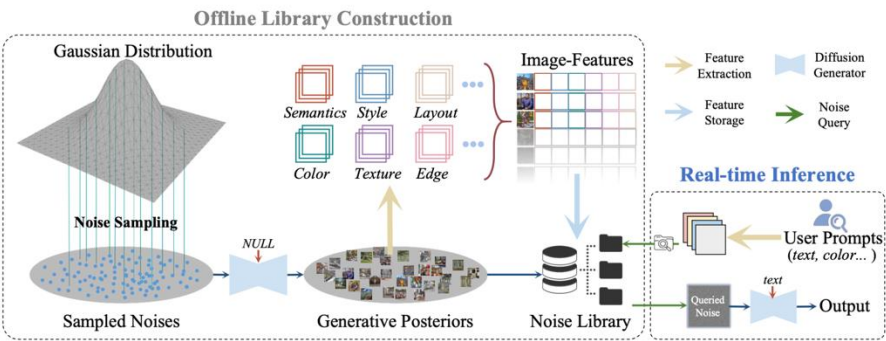 Offline Library Construction
Gaussian Distribution
Noise Sampling
Sampled Noises
NULL
Semantics Style Layout
Color Texture Edge
Generative Posteriors
Image-Features
Noise Library
Feature
Extraction
Diffusion
Generator
Feature
Storage
Noise
Query
Real-time Inference
User Prompts
(text, color... )
Queried
Noise
text
Output